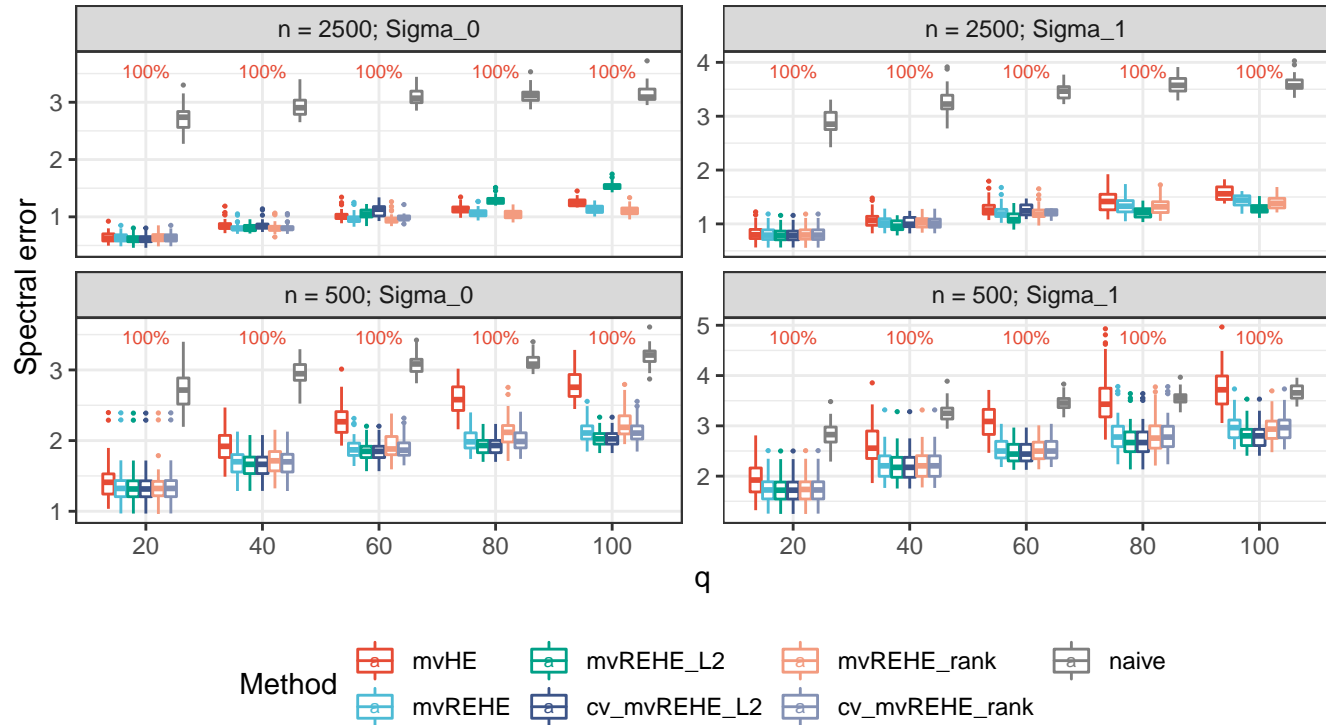 n = 2500; Sigma_0
n = 2500; Sigma_1
100% 100% 100% 100% 100%
100% 100% 100% 100% 100%
3
2
1
4
3
2
1
Spectral error
n = 500; Sigma_0
n = 500; Sigma_1
100% 100% 100% 100% 100%
100% 100% 100% 100% 100%
3
2
1
5
4
3
2
20 40 60 80 100
20 40 60 80 100
q
Method
a mvHE
a mvREHE_L2
a mvREHE_rank
a naive
a mvREHE
a cv_mvREHE_L2
a cv_mvREHE_rank